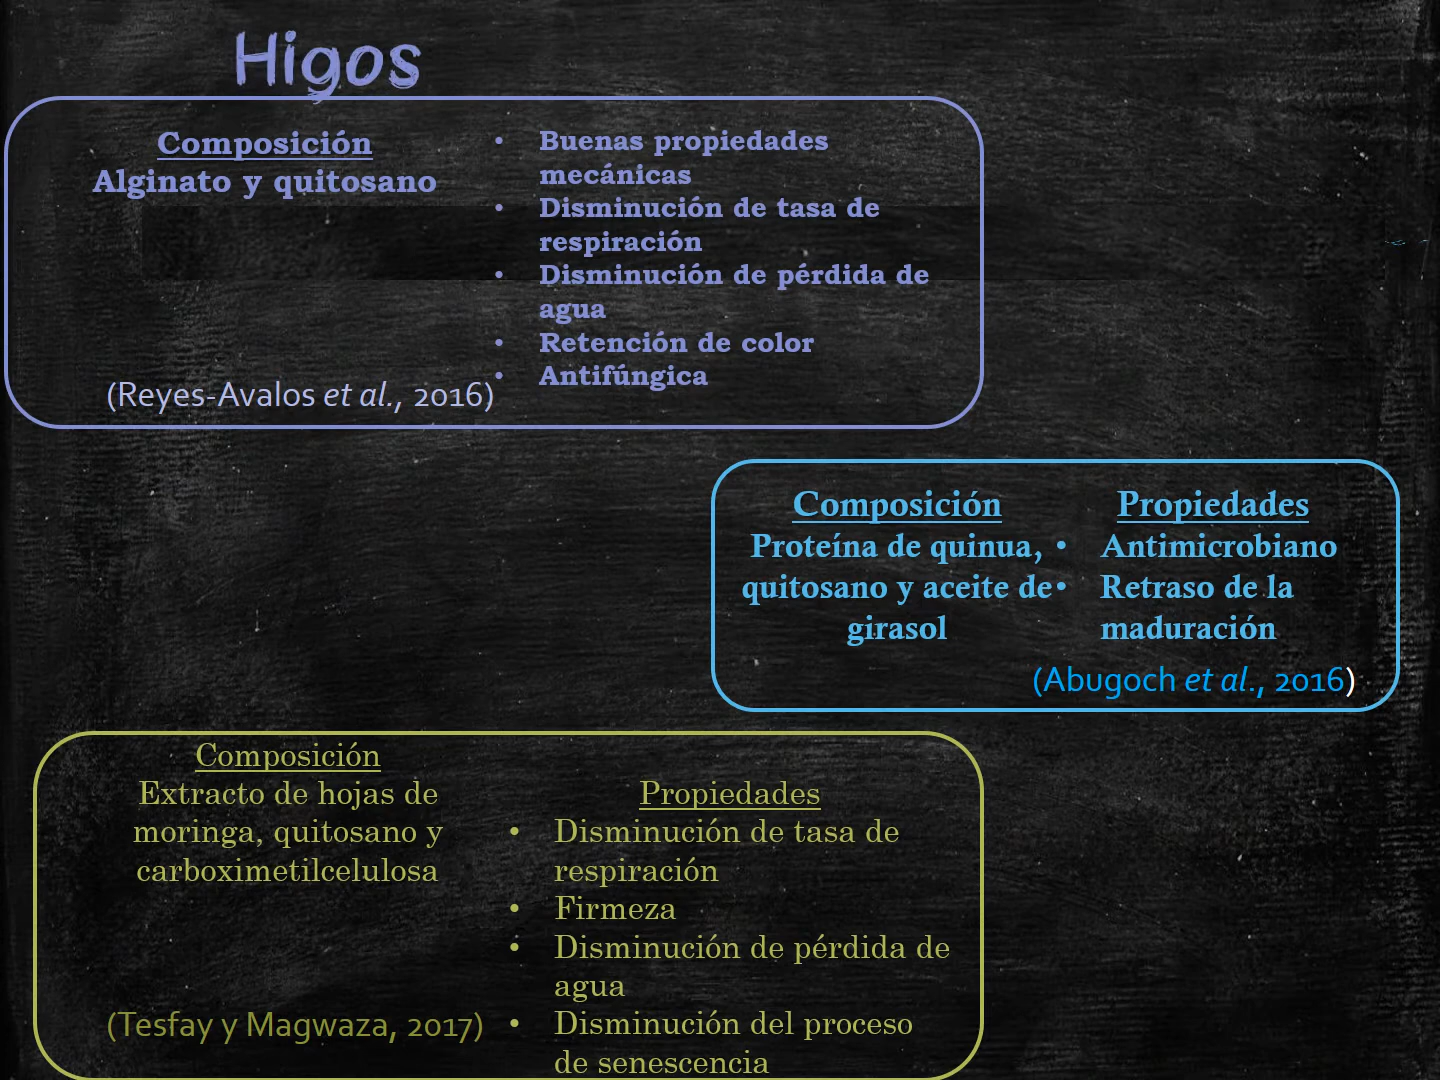 Higos
Composición
Alginato y quitosano
(Reyes-Avalos et al., 2016)
• Buenas propiedades
mecánicas
• Disminución de tasa de
respiración
• Disminución de pérdida de
agua
• Retención de color
• Antifúngica
Composición
Proteína de quinua,
quitosano y aceite de
girasol
Propiedades
• Antimicrobiano
• Retraso de la
maduración
(Abugoch et al., 2016)
Composición
Extracto de hojas de
moringa, quitosano y
carboximetilcelulosa
(Tesfay y Magwaza, 2017)
Propiedades
• Disminución de tasa de
respiración
• Firmeza
• Disminución de pérdida de
agua
• Disminución del proceso
de senescencia